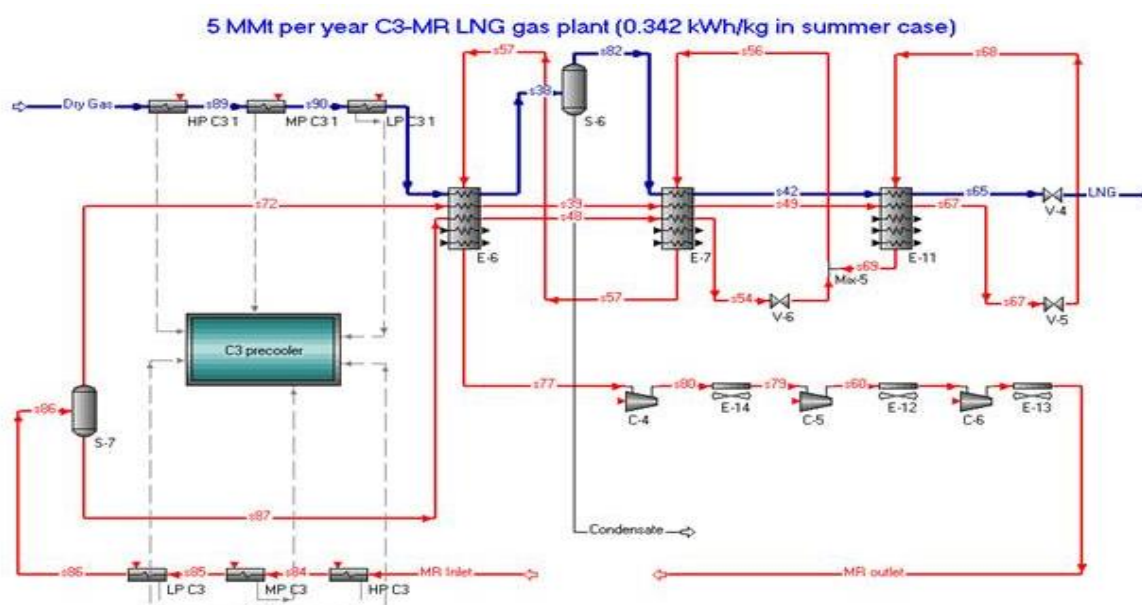 5 MMt per year C3-MR LNG gas plant (0.342 kWh/kg in summer case)
s57
s82
s56
s68
Dry Gas
s89
s90
s38
HP C3 1
MP C3 1
LP C3 1
S-6
s72
s39
s48
s42
s49
s65
s67
LNG
V-4
E-6
E-7
E-11
s69
Mix-5
s57
s54
V-6
s67
V-5
C3 precooler
s77
s80
s79
s60
C-4
E-14
C-5
E-12
C-6
E-13
s86
S-7
s87
Condensate
s86
s85
s84
MR Inlet
MR outlet
LP C3
MP C3
HP C3